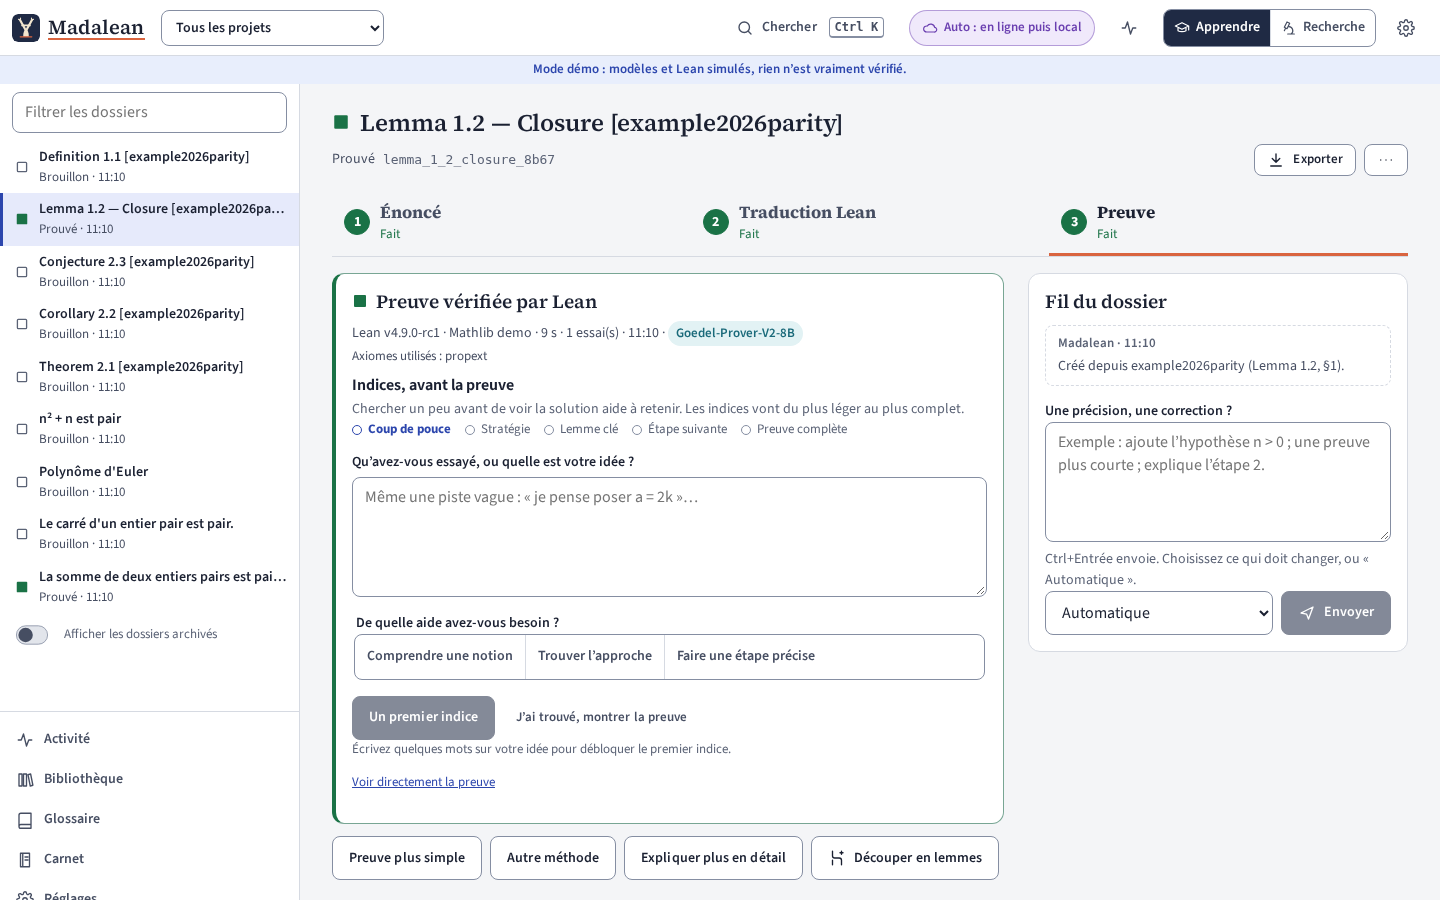 Madalean
Tous les projets
Chercher Ctrl K
Auto : en ligne puis local
Apprendre
Recherche
Mode démo : modèles et Lean simulés, rien n’est vraiment vérifié.
Filtrer les dossiers
Definition 1.1 [example2026parity]
Brouillon · 11:10
Lemma 1.2 — Closure [example2026pa…
Prouvé · 11:10
Conjecture 2.3 [example2026parity]
Brouillon · 11:10
Corollary 2.2 [example2026parity]
Brouillon · 11:10
Theorem 2.1 [example2026parity]
Brouillon · 11:10
n² + n est pair
Brouillon · 11:10
Polynôme d'Euler
Brouillon · 11:10
Le carré d'un entier pair est pair.
Brouillon · 11:10
La somme de deux entiers pairs est pai…
Prouvé · 11:10
Afficher les dossiers archivés
Activité
Bibliothèque
Glossaire
Carnet
Réglages
Lemma 1.2 — Closure [example2026parity]
Prouvé lemma_1_2_closure_8b67
Exporter
···
1 Énoncé
Fait
2 Traduction Lean
Fait
3 Preuve
Fait
Preuve vérifiée par Lean
Lean v4.9.0-rc1 · Mathlib demo · 9 s · 1 essai(s) · 11:10 · Goedel-Prover-V2-8B
Axiomes utilisés : propext
Indices, avant la preuve
Chercher un peu avant de voir la solution aide à retenir. Les indices vont du plus léger au plus complet.
Coup de pouce Stratégie Lemme clé Étape suivante Preuve complète
Qu’avez-vous essayé, ou quelle est votre idée ?
Même une piste vague : « je pense poser a = 2k »…
De quelle aide avez-vous besoin ?
Comprendre une notion Trouver l’approche Faire une étape précise
Un premier indice J’ai trouvé, montrer la preuve
Écrivez quelques mots sur votre idée pour débloquer le premier indice.
Voir directement la preuve
Preuve plus simple Autre méthode Expliquer plus en détail Découper en lemmes
Fil du dossier
Madalean · 11:10
Créé depuis example2026parity (Lemma 1.2, §1).
Une précision, une correction ?
Exemple : ajoute l’hypothèse n > 0 ; une preuve
plus courte ; explique l’étape 2.
Ctrl+Entrée envoie. Choisissez ce qui doit changer, ou «
Automatique ».
Automatique Envoyer